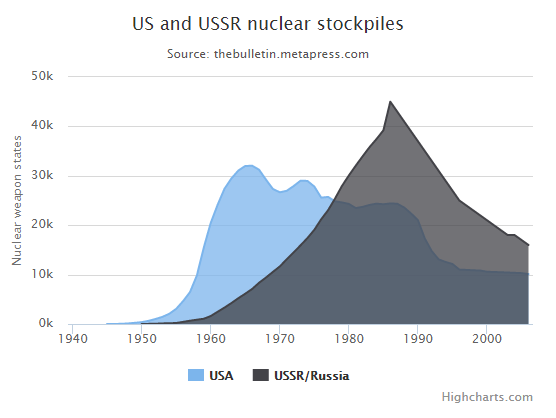 US and USSR nuclear stockpiles
Source: thebulletin.metapress.com
Nuclear weapon states
50k
40k
30k
20k
10k
0k
1940 1950 1960 1970 1980 1990 2000
USA USSR/Russia
Highcharts.com